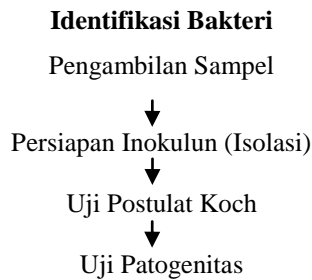 Identifikasi Bakteri
Pengambilan Sampel
Persiapan Inokulun (Isolasi)
Uji Postulat Koch
Uji Patogenitas